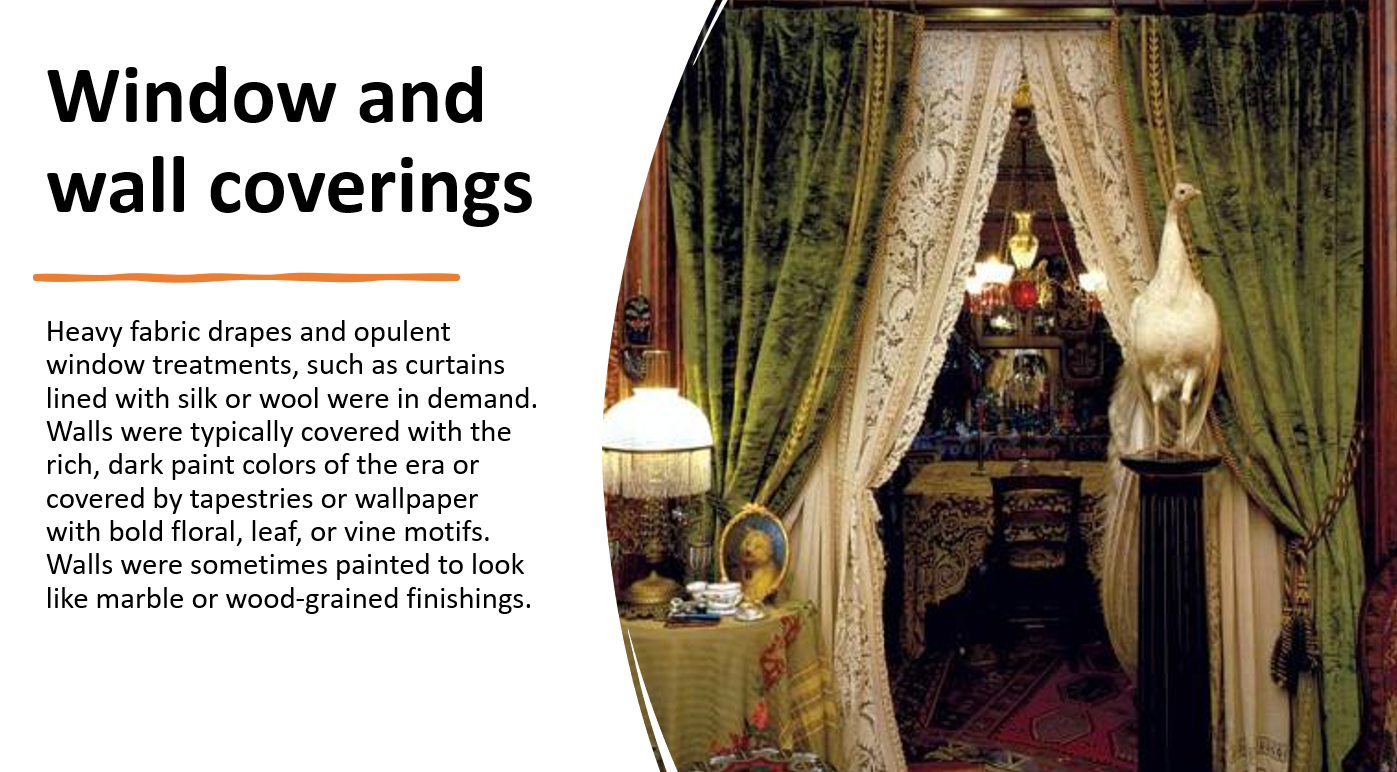 Window and
wall coverings
Heavy fabric drapes and opulent
window treatments, such as curtains
lined with silk or wool were in demand.
Walls were typically covered with the
rich, dark paint colors of the era or
covered by tapestries or wallpaper
with bold floral, leaf, or vine motifs.
Walls were sometimes painted to look
like marble or wood-grained finishings.